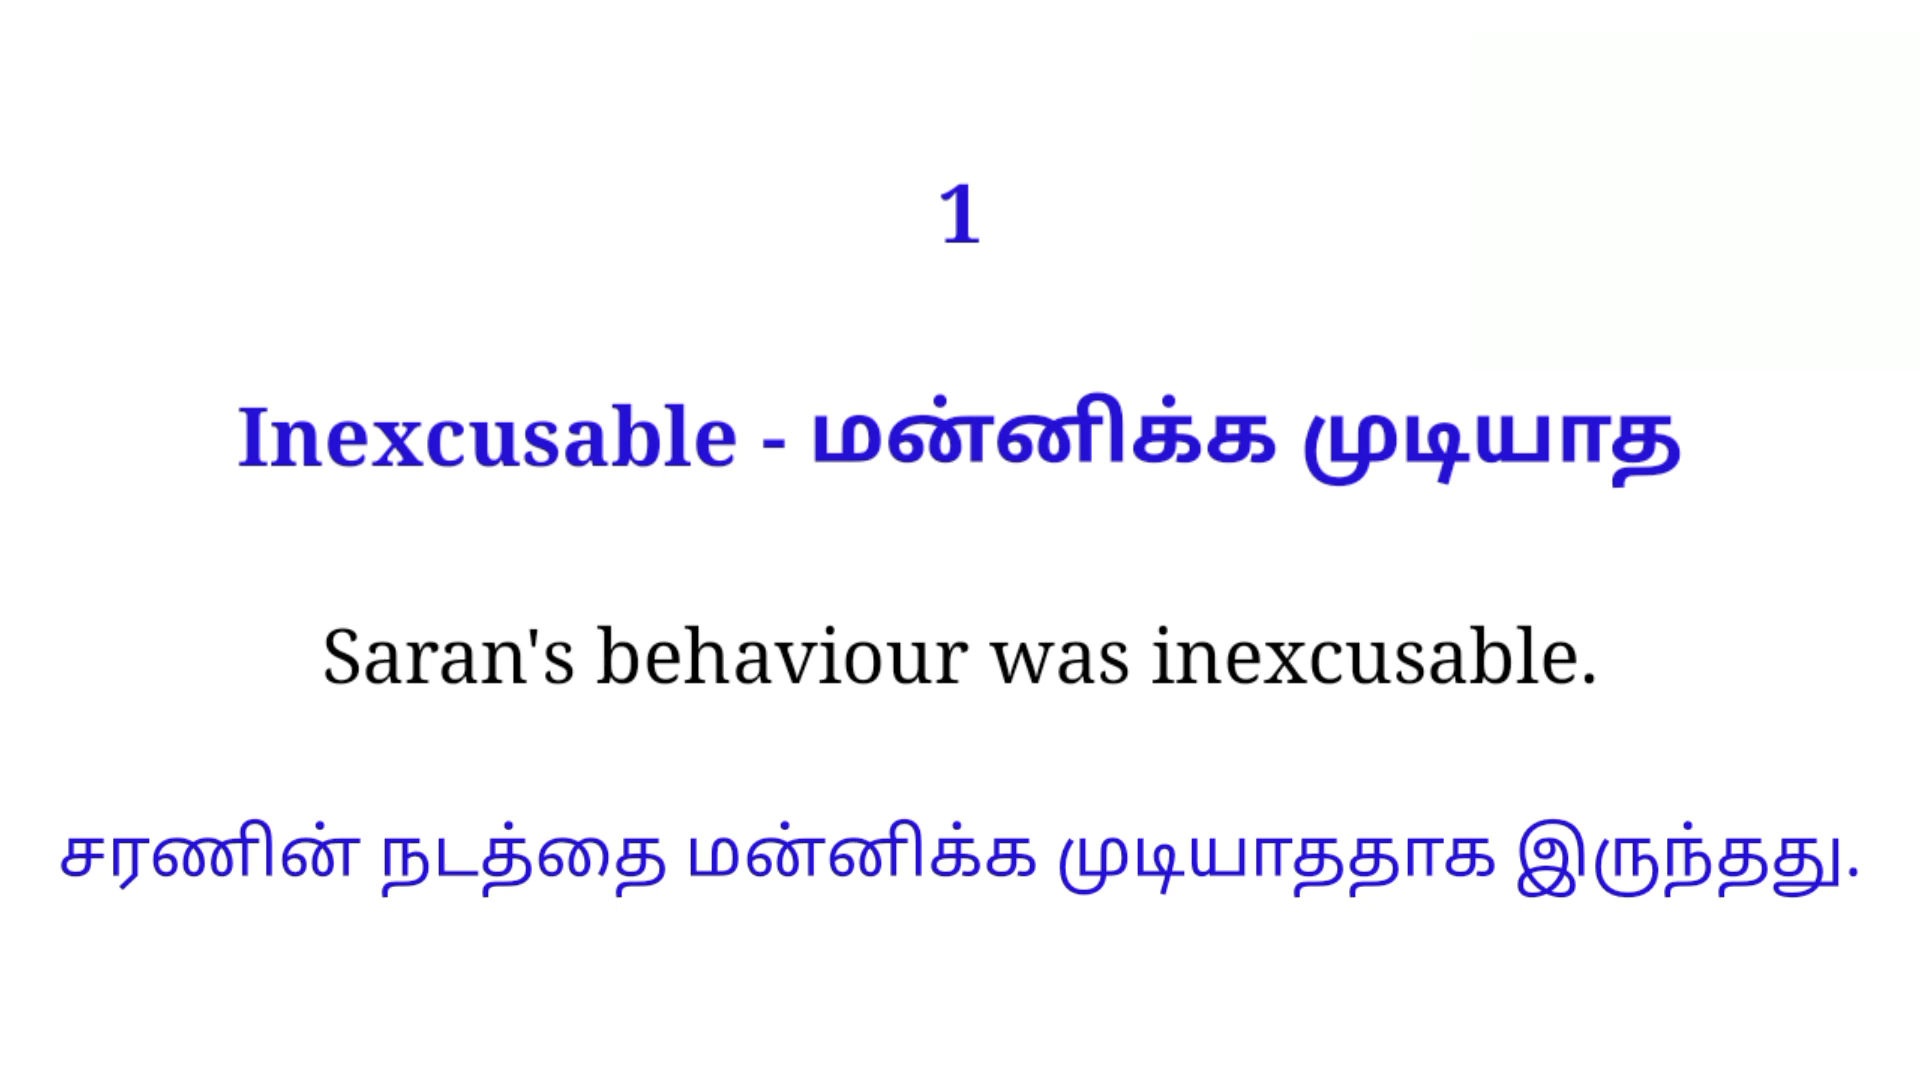 1
Inexcusable - மன்னிக்க முடியாத
Saran's behaviour was inexcusable.
சரணின் நடத்தை மன்னிக்க முடியாததாக இருந்தது.